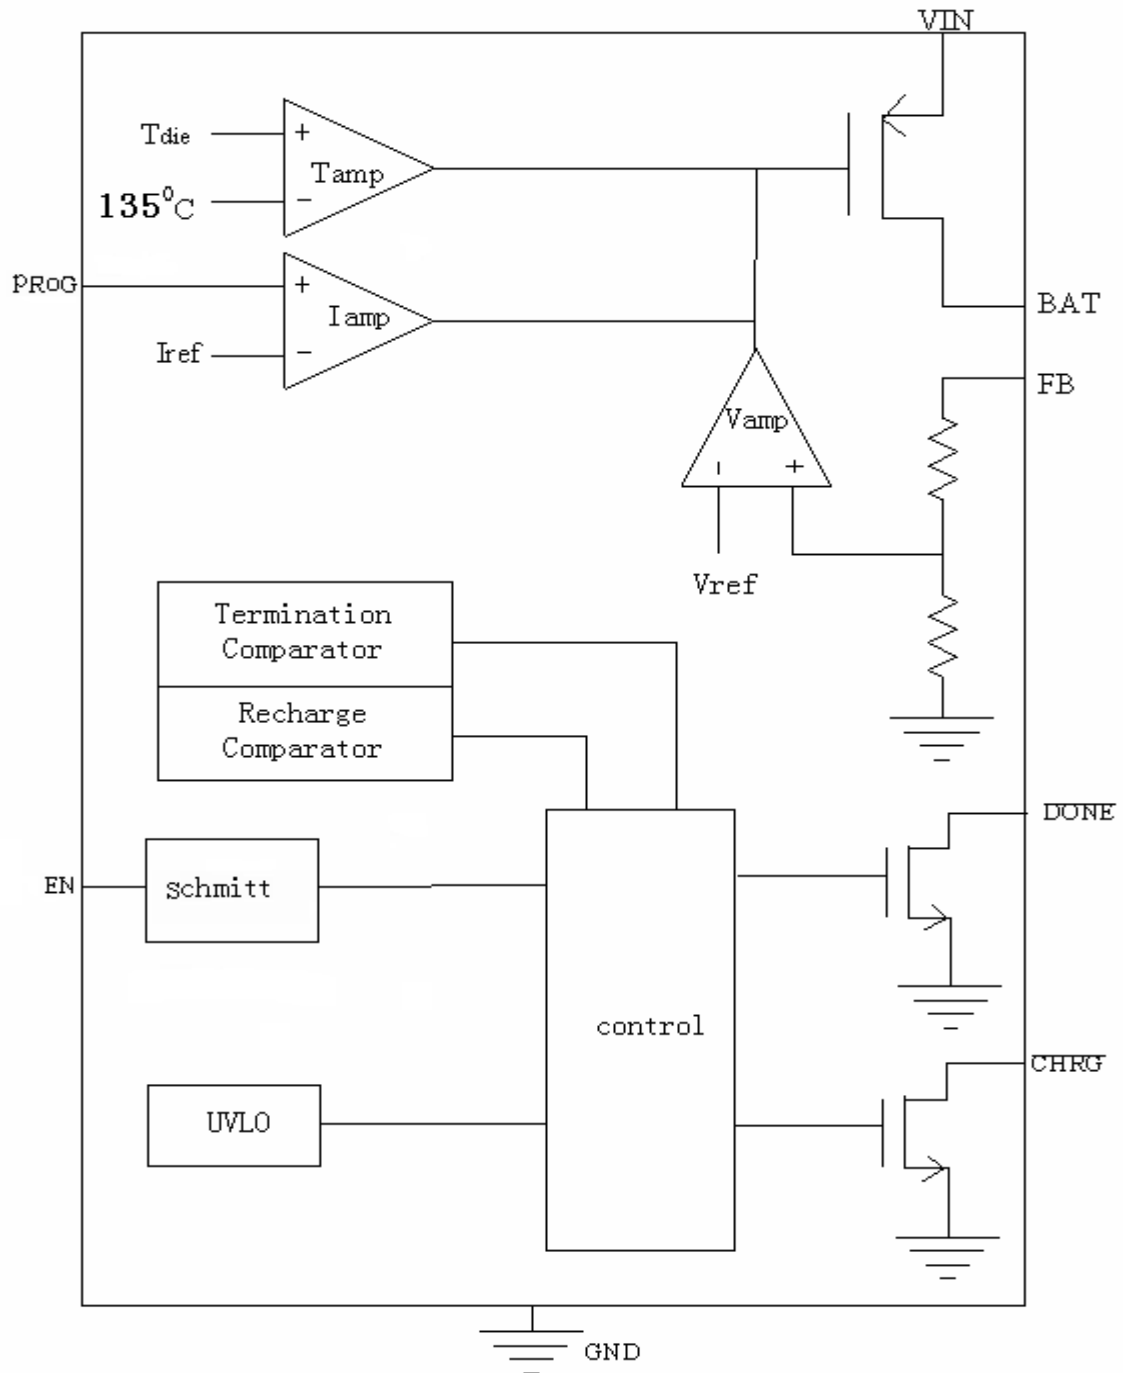 VIN
Tdie
+
Tamp
135⁰C
−
PROG
+
Iamp
BAT
Iref
−
FB
Vamp
− +
Vref
Termination
Comparator
Recharge
Comparator
DONE
EN
Schmitt
control
CHRG
UVLO
GND